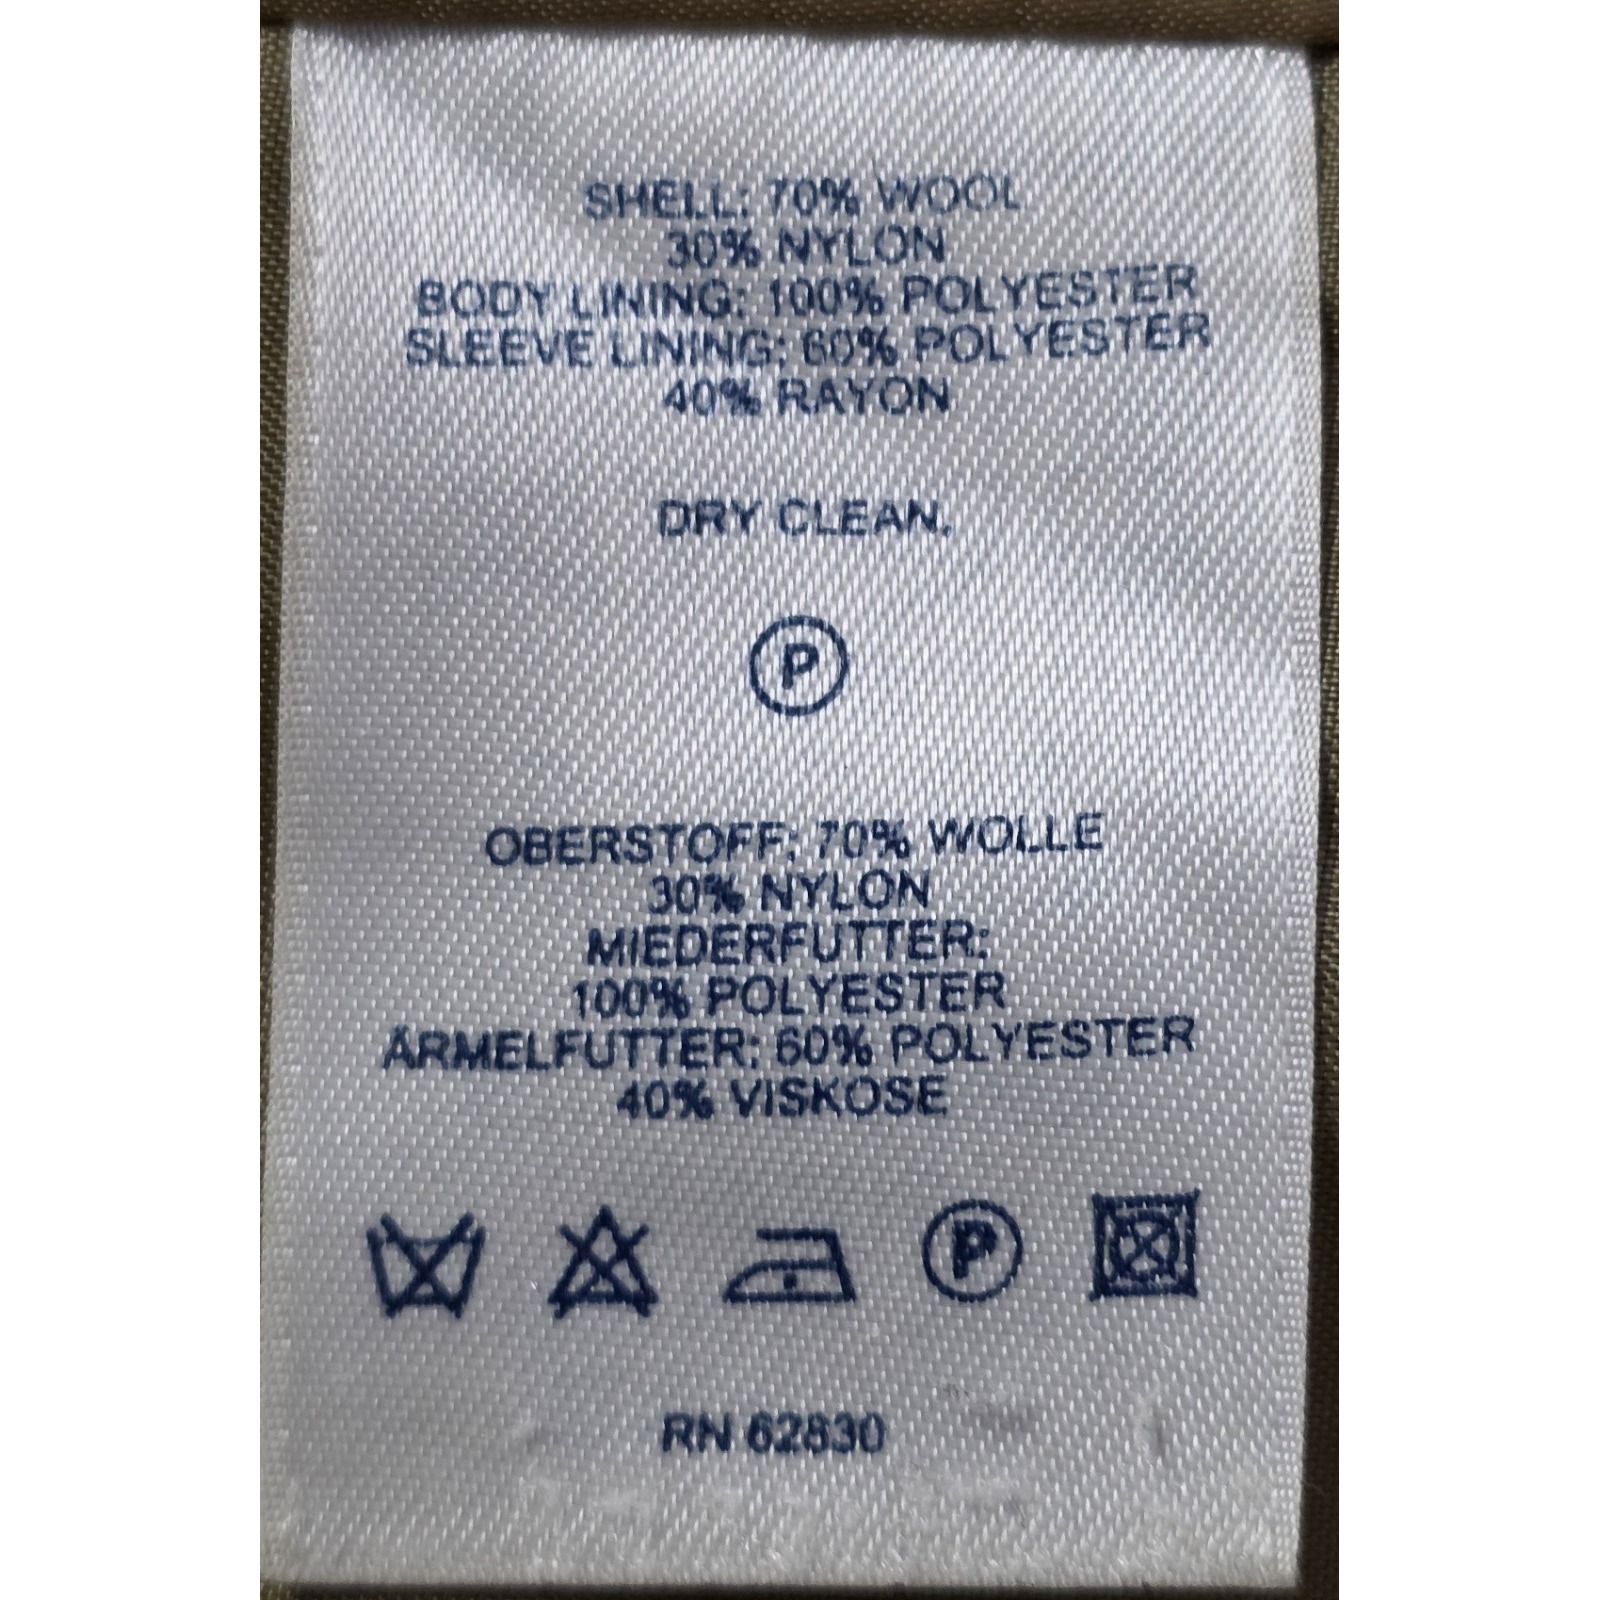 SHELL: 70% WOOL
30% NYLON
BODY LINING: 100% POLYESTER
SLEEVE LINING: 60% POLYESTER
40% RAYON
DRY CLEAN.
P
OBERSTOFF: 70% WOLLE
30% NYLON
MIEDERFUTTER:
100% POLYESTER
ÄRMELFUTTER: 60% POLYESTER
40% VISKOSE
P
RN 62830